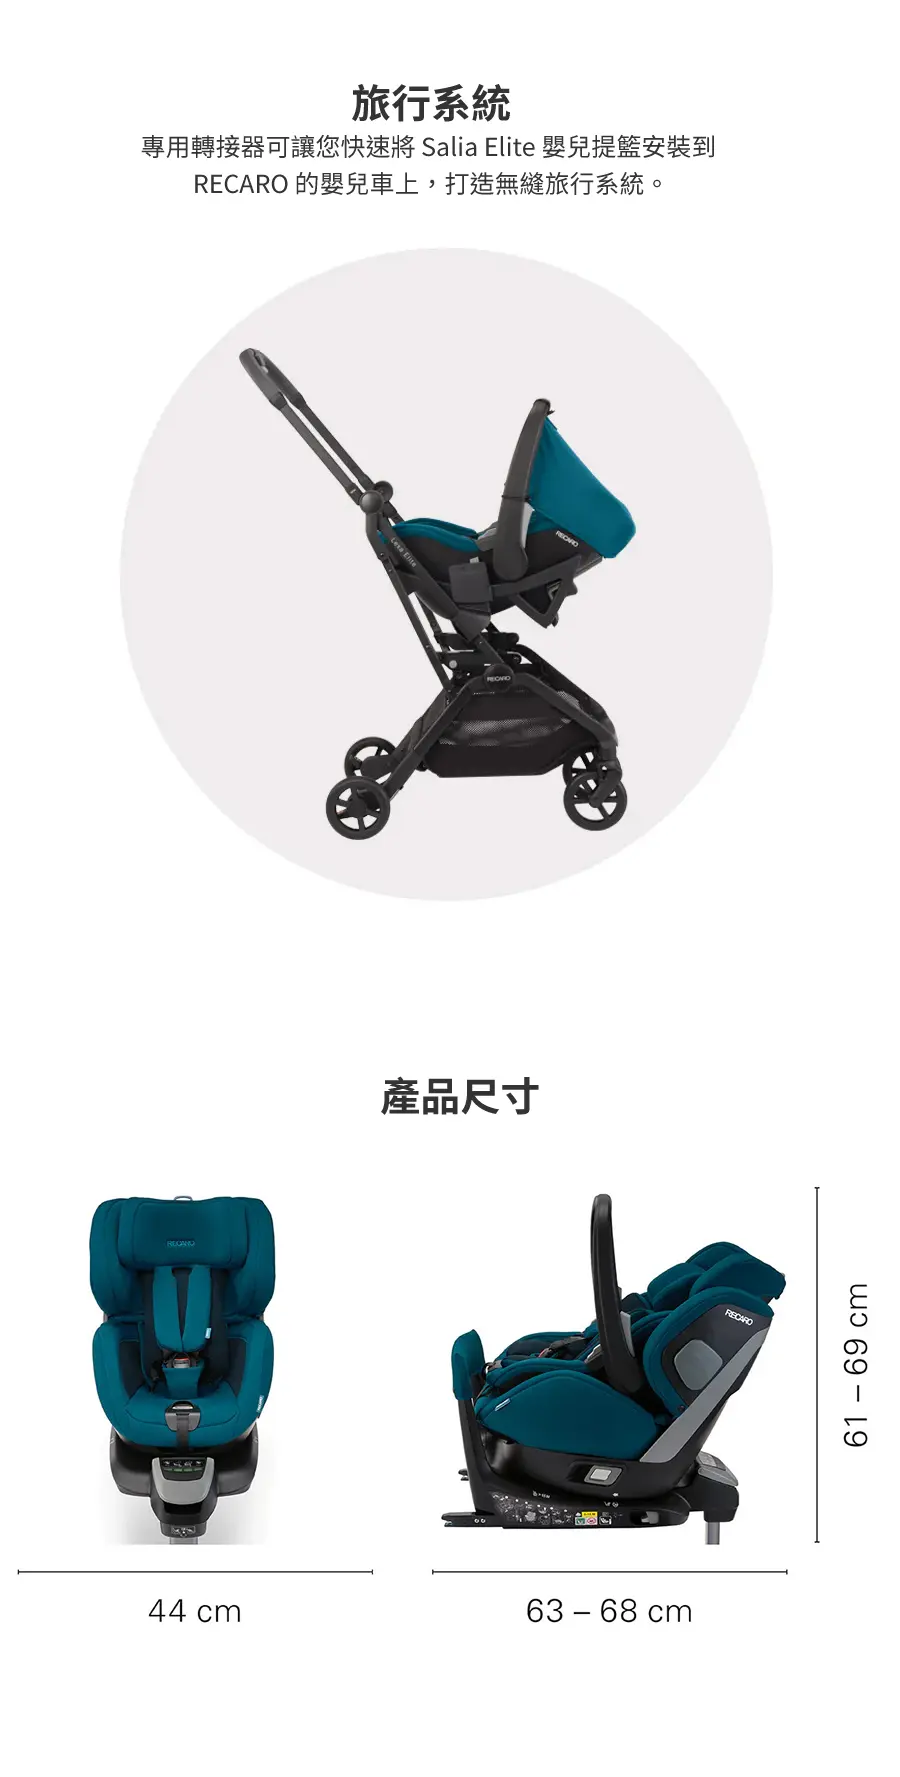 旅行系統
專用轉接器可讓您快速將 Salia Elite 嬰兒提籃安裝到
RECARO 的嬰兒車上，打造無縫旅行系統。
RECARO
Lexa Elite
RECARO
產品尺寸
RECARO
RECARO
61 – 69 cm
44 cm
63 – 68 cm